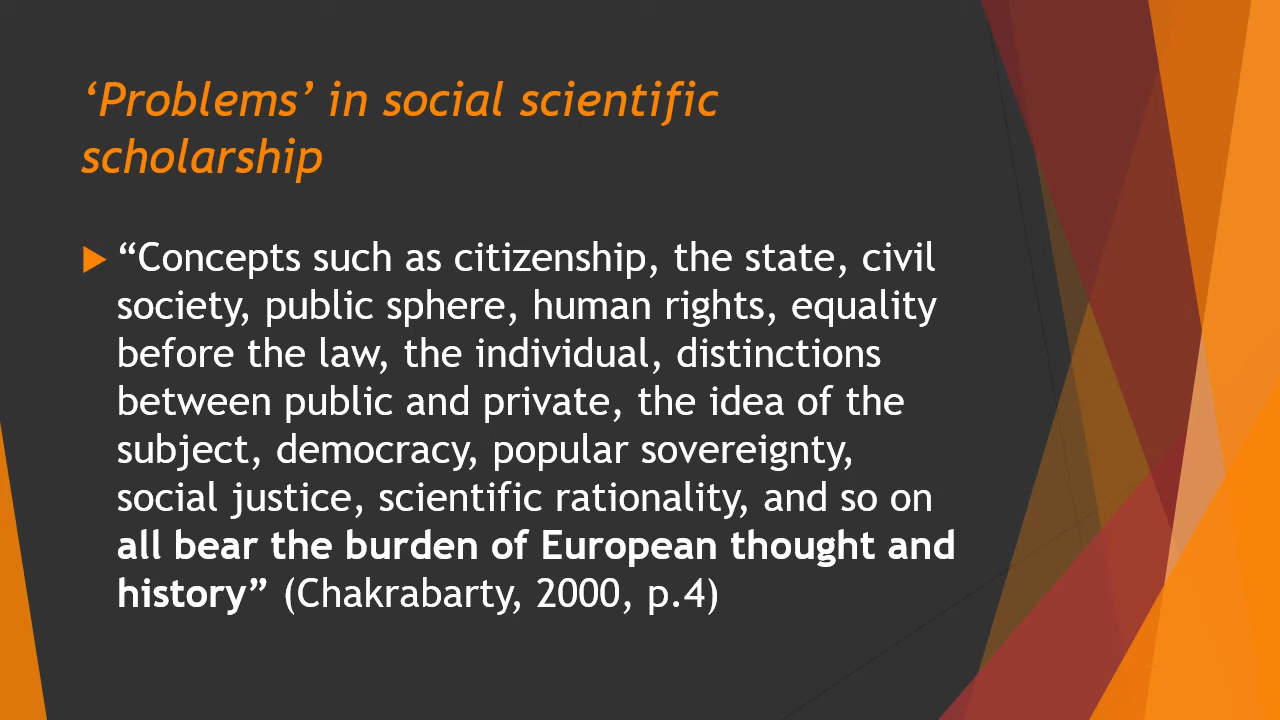 ‘Problems’ in social scientific
scholarship
“Concepts such as citizenship, the state, civil
society, public sphere, human rights, equality
before the law, the individual, distinctions
between public and private, the idea of the
subject, democracy, popular sovereignty,
social justice, scientific rationality, and so on
all bear the burden of European thought and
history” (Chakrabarty, 2000, p.4)